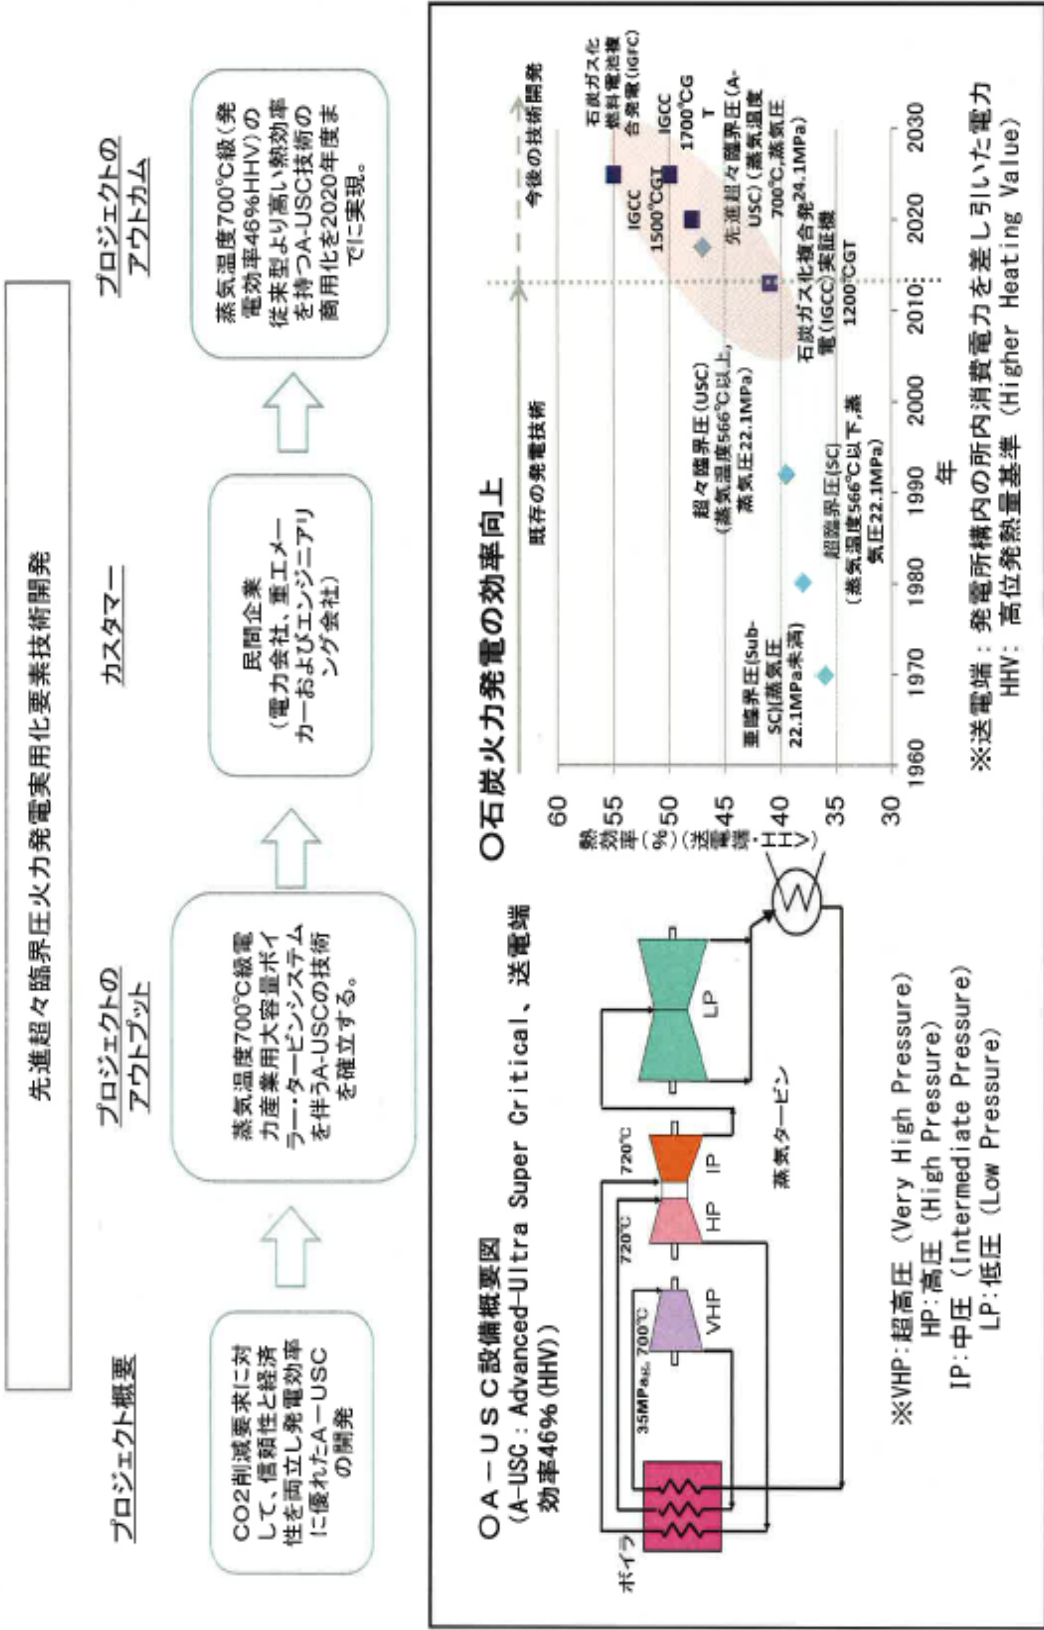 先進超々臨界圧火力発電実用化要素技術開発
プロジェクト概要
CO2削減要求に対
して、信頼性と経済
性を両立し発電効率
に優れたA－USC
の開発
プロジェクトの
アウトプット
蒸気温度700℃級電
力産業用大容量ボイ
ラー・タービンシステム
を伴うA-USCの技術
を確立する。
カスタマー
民間企業
(電力会社、重工メー
カーおよびエンジニアリ
ング会社)
プロジェクトの
アウトカム
蒸気温度700℃級(発
電効率46%HHV)の
従来型より高い熱効率
を持つA-USC技術の
商用化を2020年度ま
でに実現。
〇Ａ－ＵＳＣ設備概要図
(A-USC：Advanced-Ultra Super Critical、送電端
効率46%(HHV))
ボイラ
35MPaG, 700℃
720℃
720℃
VHP
HP
IP
LP
蒸気タービン
※VHP:超高圧 (Very High Pressure)
HP:高圧 (High Pressure)
IP:中圧 (Intermediate Pressure)
LP:低圧 (Low Pressure)
〇石炭火力発電の効率向上
既存の発電技術
今後の技術開発
熱効率(%)(送電端・HHV)
60
55
50
45
40
35
30
亜臨界圧(Sub-
SC)(蒸気圧
22.1MPa未満)
超臨界圧(SC)
(蒸気温度566℃以下,蒸
気圧22.1MPa)
超々臨界圧(USC)
(蒸気温度566℃以上,
蒸気圧22.1MPa)
石炭ガス化複合発
電(IGCC)実証機
1200℃GT
先進超々臨界圧(A-
USC)(蒸気温度
700℃,蒸気圧
24.1MPa)
IGCC
1500℃GT
IGCC
1700℃G
T
石炭ガス化
燃料電池複
合発電(IGFC)
1960
1970
1980
1990
2000
2010
2020
2030
年
※送電端：発電所構内の所内消費電力を差し引いた電力
HHV：高位発熱量基準 (Higher Heating Value)